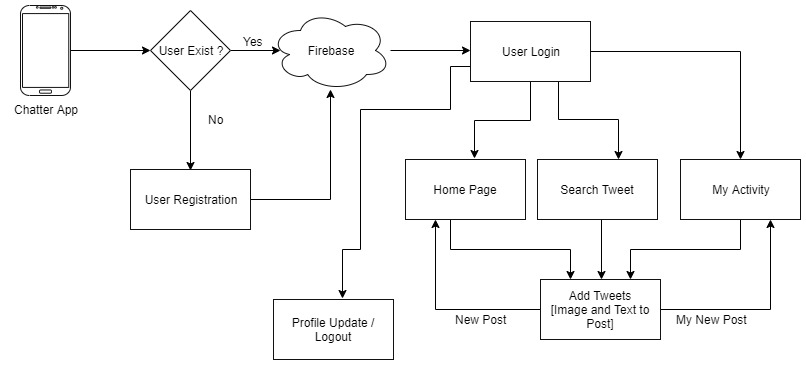 User Exist ?
Yes
Firebase
User Login
Chatter App
No
User Registration
Home Page
Search Tweet
My Activity
Add Tweets
[Image and Text to
Post]
New Post
My New Post
Profile Update /
Logout